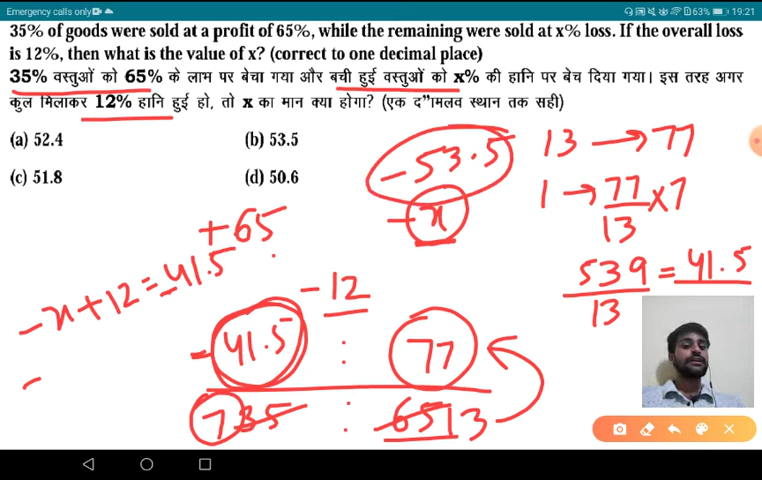 Emergency calls only
63%
19:21
35% of goods were sold at a profit of 65%, while the remaining were sold at x% loss. If the overall loss
is 12%, then what is the value of x? (correct to one decimal place)
35% वस्तुओं को 65% के लाभ पर बेचा गया और बची हुई वस्तुओं को x% की हानि पर बेच दिया गया। इस तरह अगर
कुल मिलाकर 12% हानि हुई हो, तो x का मान क्या होगा? (एक द"ामलव स्थान तक सही)
(a) 52.4
(b) 53.5
(c) 51.8
(d) 50.6
-53.5
-x
13 → 77
1 → 77/13 x 7
539/13 = 41.5
+65
-x+12=-41.5
-12
-41.5 : 77
7 35 : 65 13